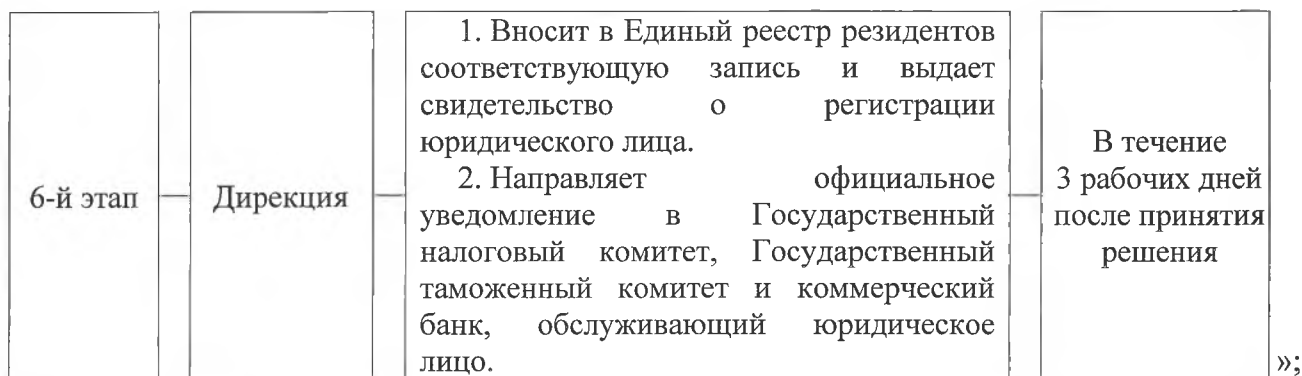 6-й этап
Дирекция
1. Вносит в Единый реестр резидентов
соответствующую запись и выдает
свидетельство о регистрации
юридического лица.
2. Направляет официальное
уведомление в Государственный
налоговый комитет, Государственный
таможенный комитет и коммерческий
банк, обслуживающий юридическое
лицо.
В течение
3 рабочих дней
после принятия
решения
»;